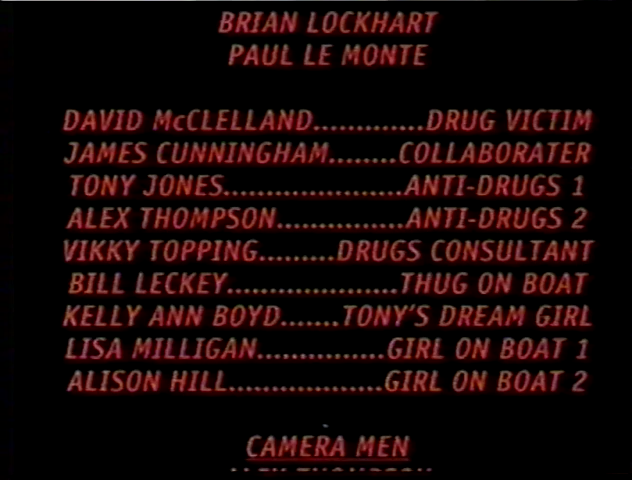 BRIAN LOCKHART
PAUL LE MONTE
DAVID McCLELLAND.............DRUG VICTIM
JAMES CUNNINGHAM........COLLABORATER
TONY JONES.....................ANTI-DRUGS 1
ALEX THOMPSON...............ANTI-DRUGS 2
VIKKY TOPPING.........DRUGS CONSULTANT
BILL LECKEY....................THUG ON BOAT
KELLY ANN BOYD.......TONY'S DREAM GIRL
LISA MILLIGAN...............GIRL ON BOAT 1
ALISON HILL..................GIRL ON BOAT 2
CAMERA MEN
ALEX THOMPSON